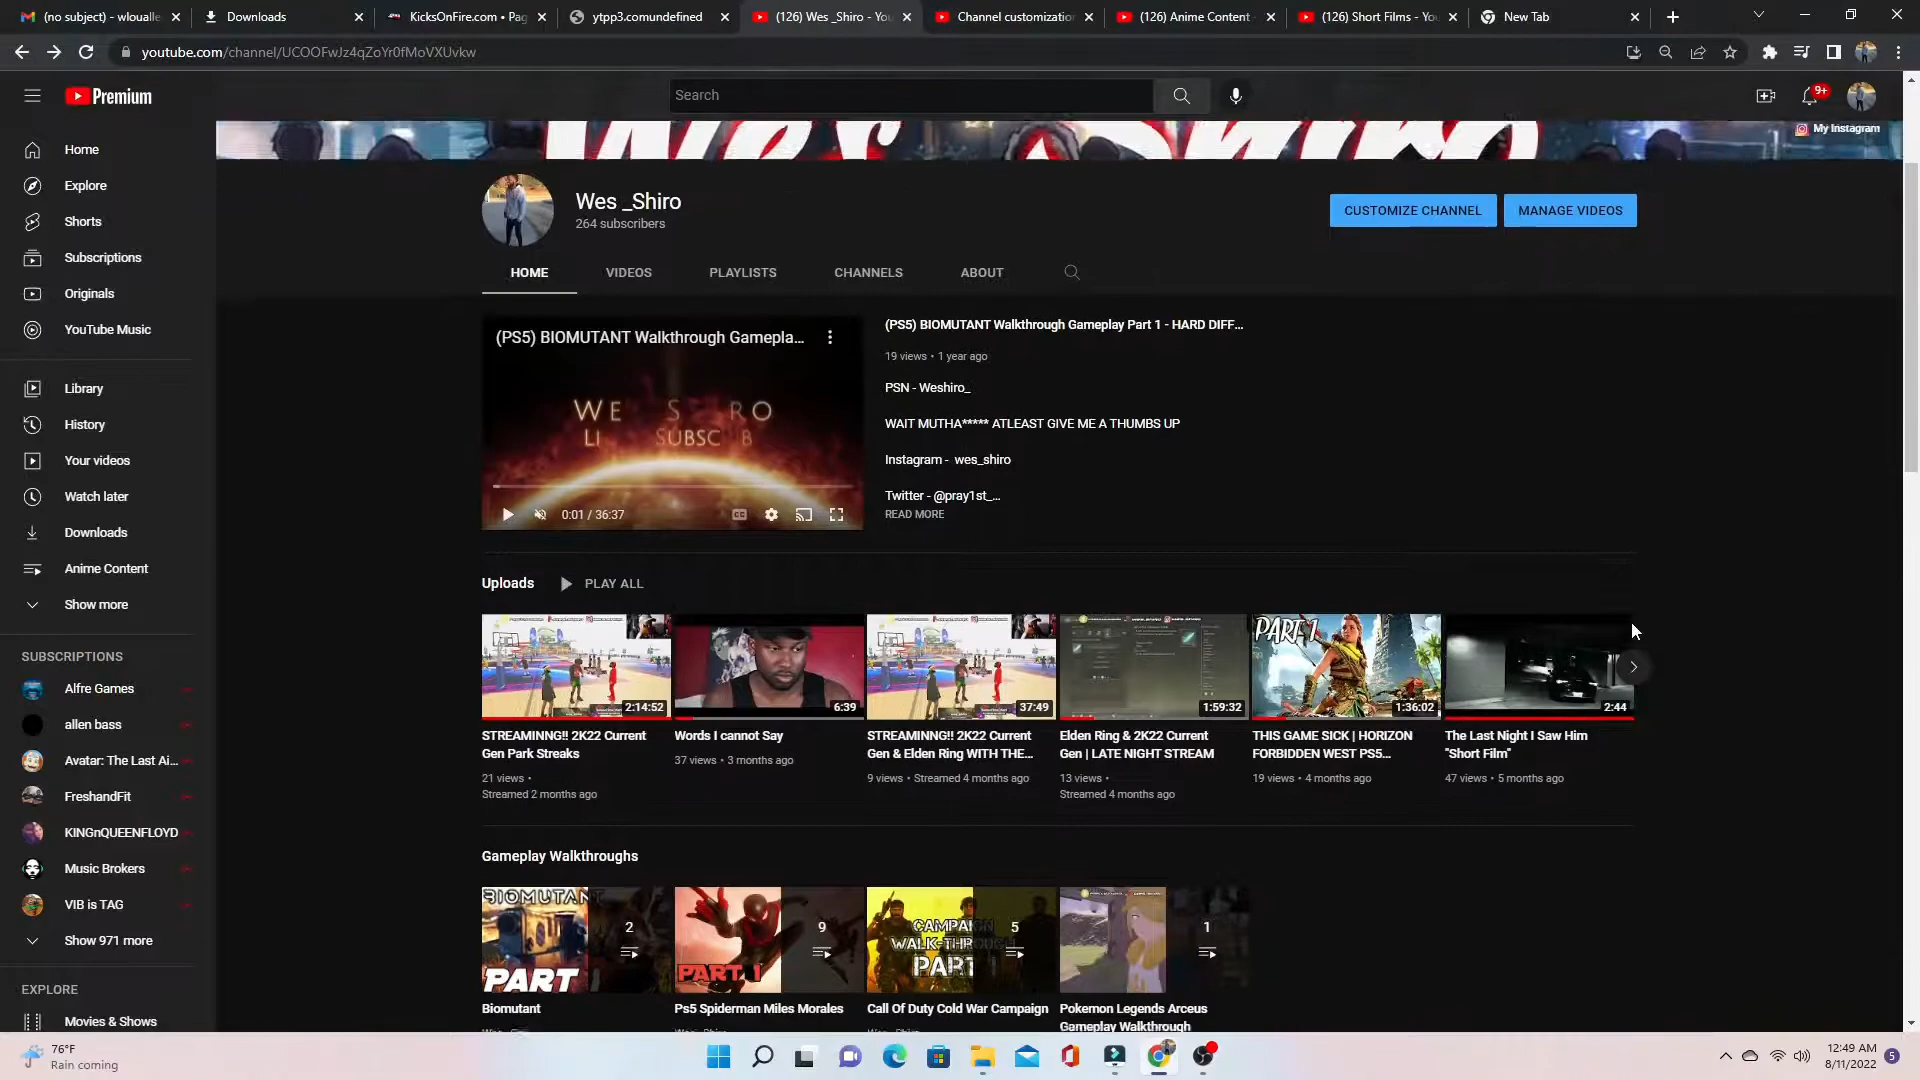 (no subject) - wloualle
Downloads
KicksOnFire.com • Pag
ytpp3.comundefined
(126) Wes _Shiro - You
Channel customization
(126) Anime Content -
(126) Short Films - You
New Tab
youtube.com/channel/UCOOFwJz4qZoYr0fMoVXUvkw
Premium
Search
9+
Wes Shiro
My Instagram
Home
Explore
Shorts
Subscriptions
Originals
YouTube Music
Library
History
Your videos
Watch later
Downloads
Anime Content
Show more
SUBSCRIPTIONS
Alfre Games
allen bass
Avatar: The Last Ai...
FreshandFit
KINGnQUEENFLOYD
Music Brokers
VIB is TAG
Show 971 more
EXPLORE
Movies & Shows
Wes _Shiro
264 subscribers
CUSTOMIZE CHANNEL
MANAGE VIDEOS
HOME
VIDEOS
PLAYLISTS
CHANNELS
ABOUT
(PS5) BIOMUTANT Walkthrough Gamepla...
WE S RO
LI SUBSC B
0:01 / 36:37
(PS5) BIOMUTANT Walkthrough Gameplay Part 1 - HARD DIFF...
19 views • 1 year ago
PSN - Weshiro_
WAIT MUTHA***** ATLEAST GIVE ME A THUMBS UP
Instagram - wes_shiro
Twitter - @pray1st_...
READ MORE
Uploads
PLAY ALL
2:14:52
STREAMINNG!! 2K22 Current
Gen Park Streaks
21 views •
Streamed 2 months ago
6:39
Words I cannot Say
37 views • 3 months ago
37:49
STREAMINNG!! 2K22 Current
Gen & Elden Ring WITH THE...
9 views • Streamed 4 months ago
1:59:32
Elden Ring & 2K22 Current
Gen | LATE NIGHT STREAM
13 views •
Streamed 4 months ago
PART 1
1:36:02
THIS GAME SICK | HORIZON
FORBIDDEN WEST PS5...
19 views • 4 months ago
2:44
The Last Night I Saw Him
"Short Film"
47 views • 5 months ago
Gameplay Walkthroughs
BIOMUTANT
PART
2
Biomutant
PART 1
9
Ps5 Spiderman Miles Morales
CAMPAIGN
WALK-THROUGH
PART
5
Call Of Duty Cold War Campaign
1
Pokemon Legends Arceus
Gameplay Walkthrough
76°F
Rain coming
12:49 AM
8/11/2022
5